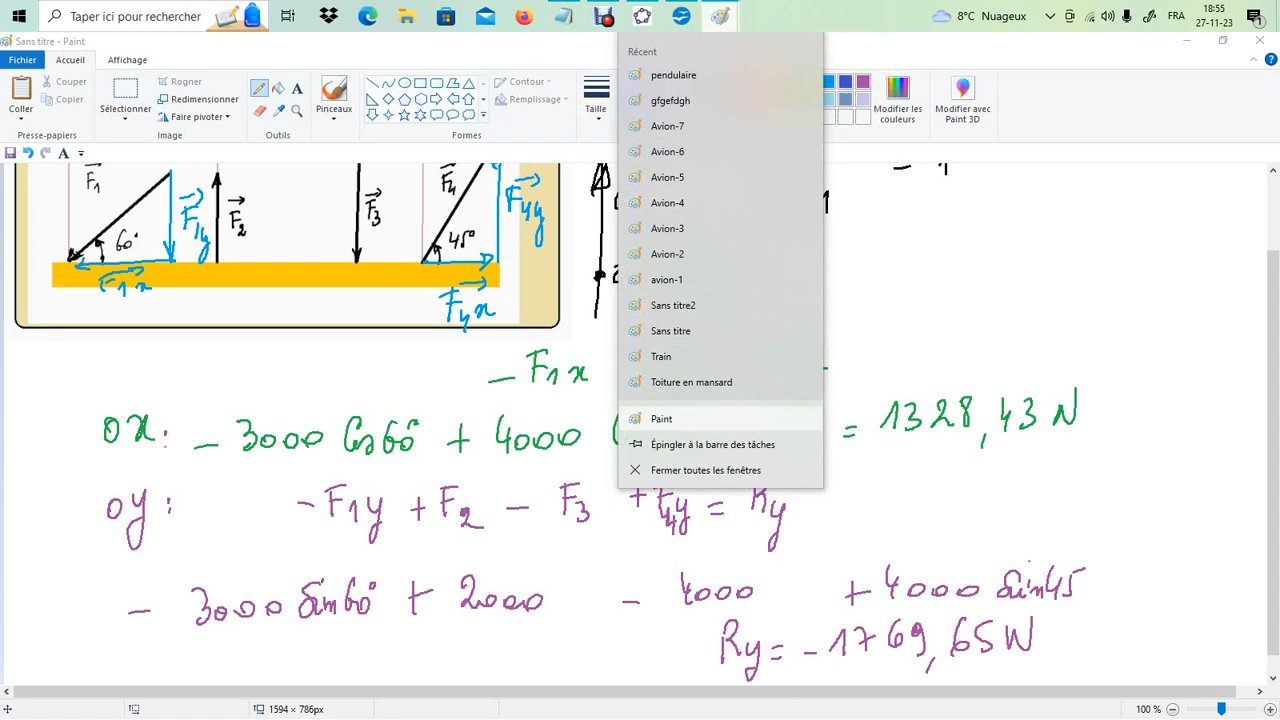 Taper ici pour rechercher
8°C Nuageux
FRA
18:55
27-11-23
Sans titre - Paint
Fichier
Accueil
Affichage
Coller
Couper
Copier
Presse-papiers
Sélectionner
Rogner
Redimensionner
Faire pivoter
Image
A
Outils
Pinceaux
Contour
Remplissage
Formes
Taille
Modifier les couleurs
Modifier avec Paint 3D
Récent
pendulaire
gfgefdgh
Avion-7
Avion-6
Avion-5
Avion-4
Avion-3
Avion-2
avion-1
Sans titre2
Sans titre
Train
Toiture en mansard
Paint
Épingler à la barre des tâches
Fermer toutes les fenêtres
F1
60°
F1y
F1x
F2
F3
F4
45°
F4y
F4x
- F1x
ox: - 3000 Cos60° + 4000 = 1328,43 N
oy: - F1y + F2 - F3 + F4y = Ry
- 3000 Sin60° + 2000 - 4000 + 4000 Sin45
Ry = - 1769,65 N
1594 × 786px
100 %